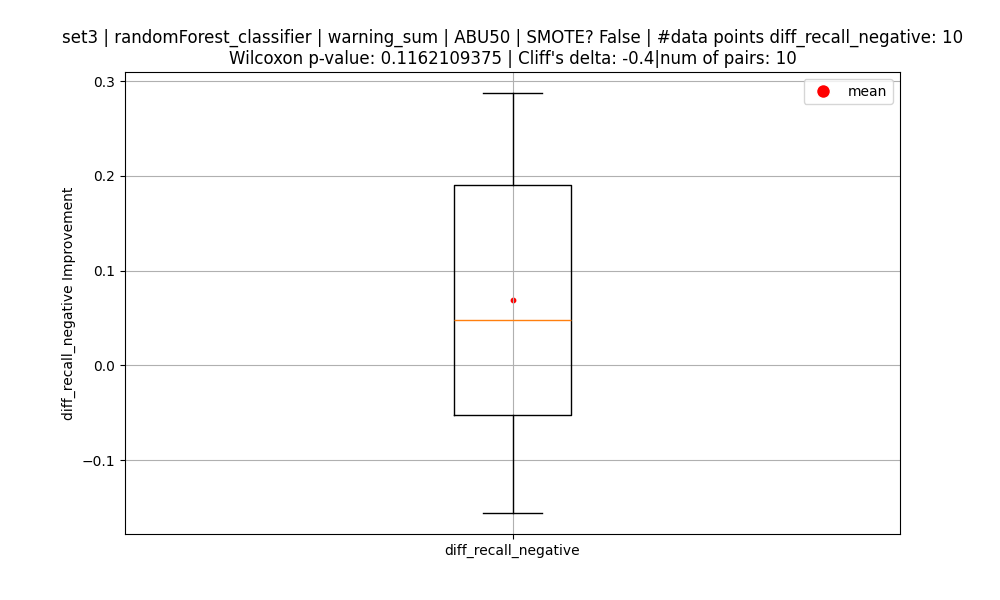 set3 | randomForest_classifier | warning_sum | ABU50 | SMOTE? False | #data points diff_recall_negative: 10
Wilcoxon p-value: 0.1162109375 | Cliff's delta: -0.4|num of pairs: 10
mean
0.3
0.2
0.1
0.0
−0.1
diff_recall_negative Improvement
diff_recall_negative